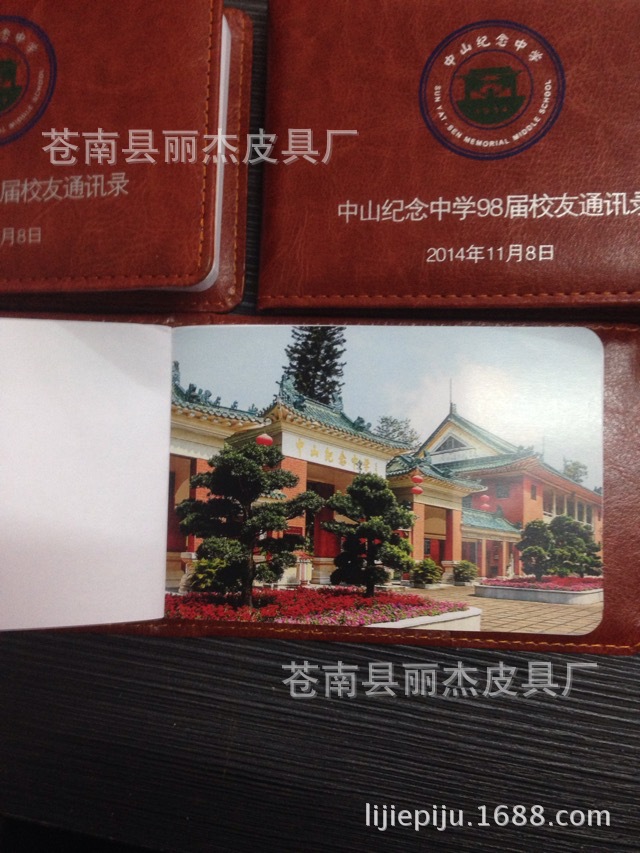 中山纪念中学
SUN YAT-SEN MEMORIAL MIDDLE SCHOOL
1934
苍南县丽杰皮具厂
届校友通讯录
月8日
中山纪念中学98届校友通讯录
2014年11月8日
中山纪念中学
苍南县丽杰皮具厂
lijiepiju.1688.com